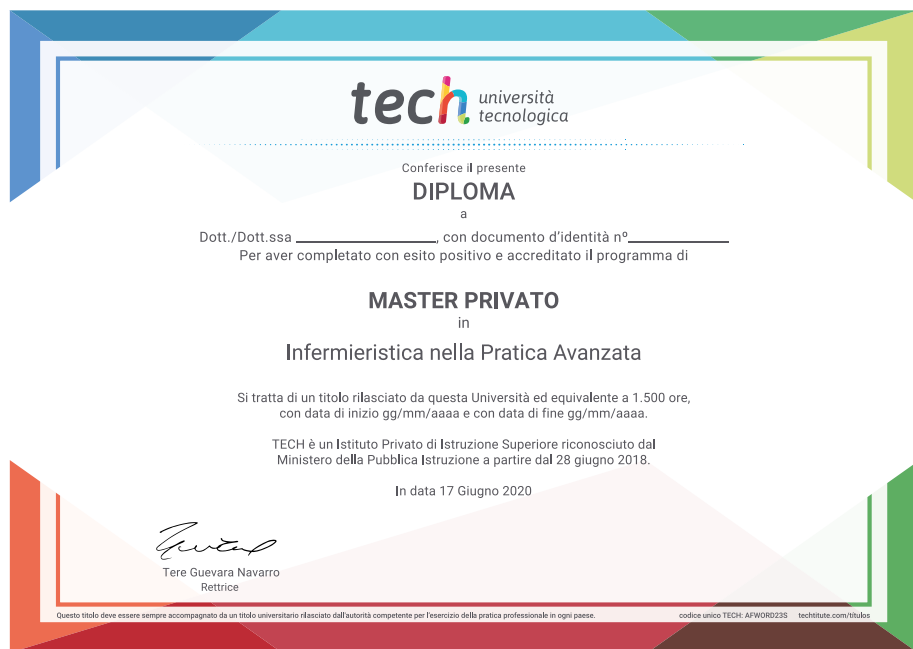 tech università
tecnologica
Conferisce il presente
DIPLOMA
a
Dott./Dott.ssa ________________, con documento d'identità nº____________
Per aver completato con esito positivo e accreditato il programma di
MASTER PRIVATO
in
Infermieristica nella Pratica Avanzata
Si tratta di un titolo rilasciato da questa Università ed equivalente a 1.500 ore,
con data di inizio gg/mm/aaaa e con data di fine gg/mm/aaaa.
TECH è un Istituto Privato di Istruzione Superiore riconosciuto dal
Ministero della Pubblica Istruzione a partire dal 28 giugno 2018.
In data 17 Giugno 2020
Tere Guevara Navarro
Rettrice
Questo titolo deve essere sempre accompagnato da un titolo universitario rilasciato dall'autorità competente per l'esercizio della pratica professionale in ogni paese. codice unico TECH: AFWORD23S techtitute.com/títulos